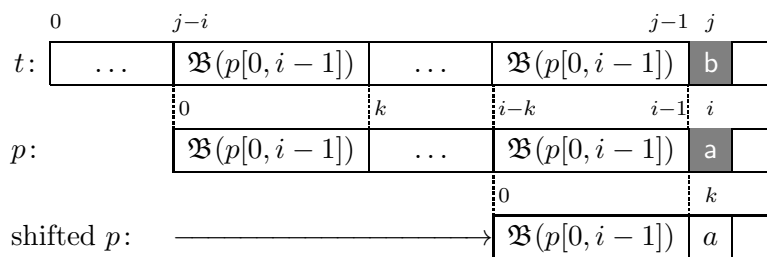 0 j−i j−1 j
t: … 𝔅(p[0, i − 1]) … 𝔅(p[0, i − 1]) b
0 k i−k i−1 i
p: 𝔅(p[0, i − 1]) … 𝔅(p[0, i − 1]) a
0 k
shifted p: 𝔅(p[0, i − 1]) a